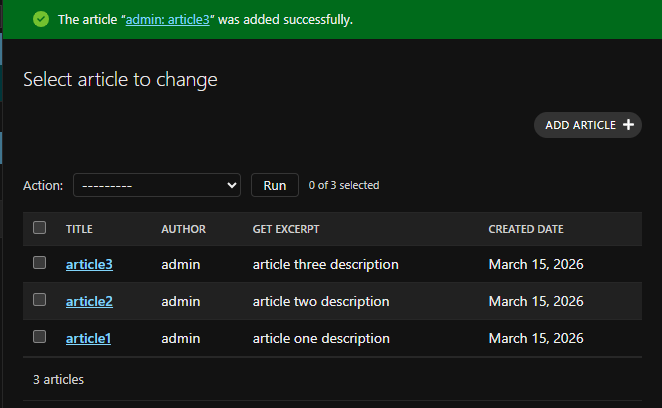 The article “admin: article3” was added successfully.
Select article to change
ADD ARTICLE +
Action: --------- Run 0 of 3 selected
TITLE AUTHOR GET EXCERPT CREATED DATE
article3 admin article three description March 15, 2026
article2 admin article two description March 15, 2026
article1 admin article one description March 15, 2026
3 articles